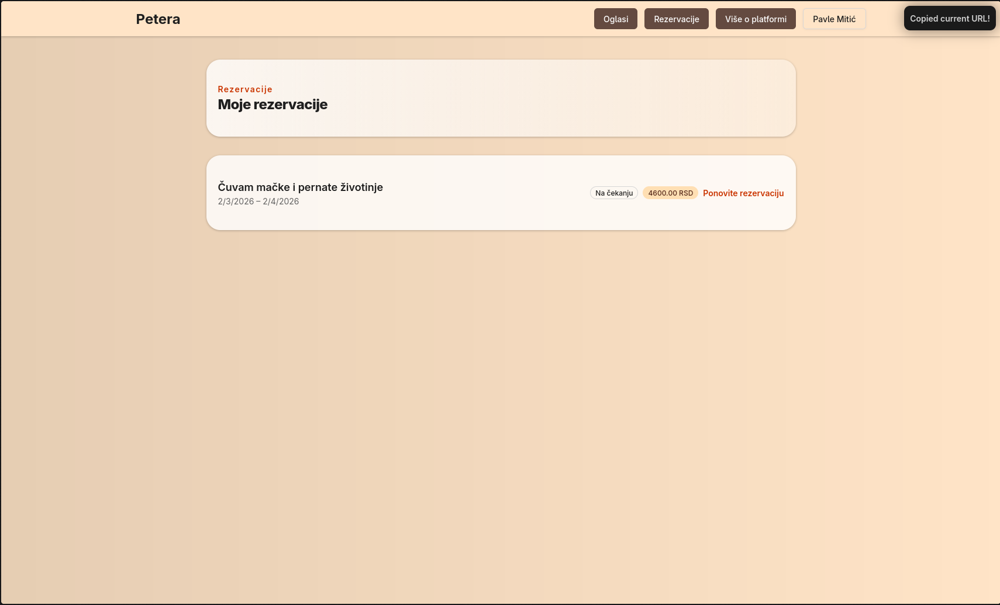 Petera
Oglasi
Rezervacije
Više o platformi
Pavle Mitić
Copied current URL!
Rezervacije
Moje rezervacije
Čuvam mačke i pernate životinje
2/3/2026 – 2/4/2026
Na čekanju
4600.00 RSD
Ponovite rezervaciju